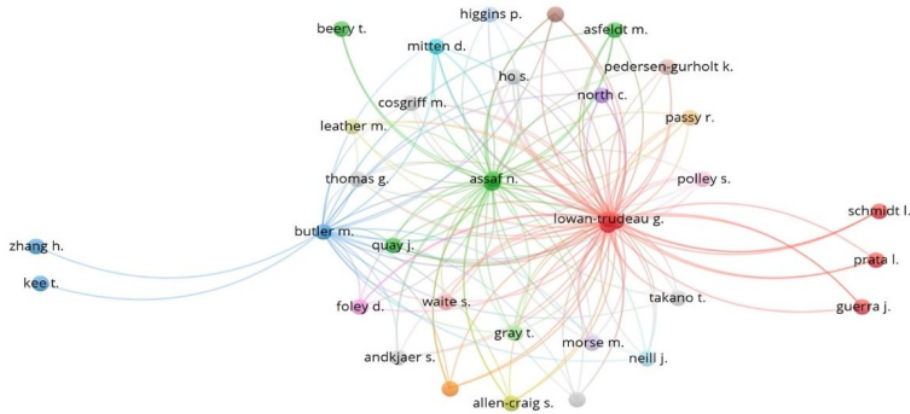 higgins p.
beery t.
asfeldt m.
mitten d.
pedersen-gurholt k.
ho s.
north c.
cosgriff m.
passy r.
leather m.
thomas g.
assaf n.
polley s.
schmidt l.
lowan-trudeau g.
butler m.
zhang h.
quay j.
prata l.
kee t.
takano t.
foley d.
waite s.
guerra j.
gray t.
morse m.
andkjaer s.
neill j.
allen-craig s.